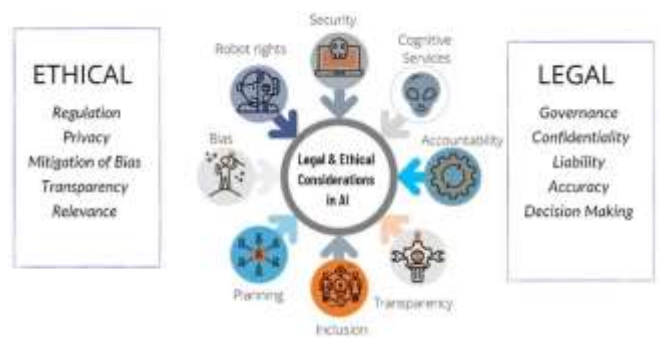 ETHICAL
Regulation
Privacy
Mitigation of Bias
Transparency
Relevance
Security
Robot rights
Cognitive
Services
Bias
Accountability
Legal & Ethical
Considerations
in AI
Planning
Transparency
Inclusion
LEGAL
Governance
Confidentiality
Liability
Accuracy
Decision Making